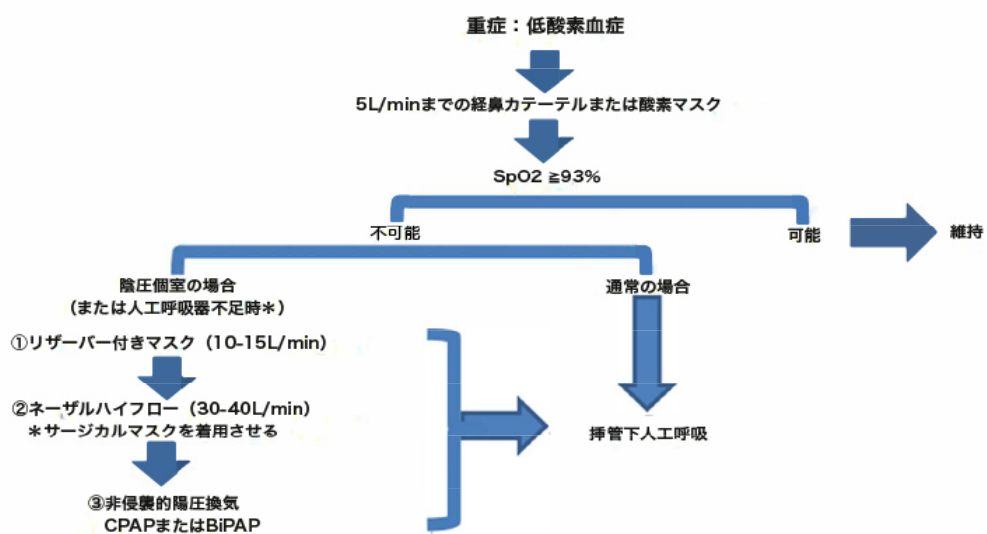 重症：低酸素血症
5L/minまでの経鼻カテーテルまたは酸素マスク
SpO2 ≧93%
不可能
可能
維持
陰圧個室の場合
（または人工呼吸器不足時＊）
通常の場合
①リザーバー付きマスク（10-15L/min）
②ネーザルハイフロー（30-40L/min）
＊サージカルマスクを着用させる
挿管下人工呼吸
③非侵襲的陽圧換気
CPAPまたはBiPAP